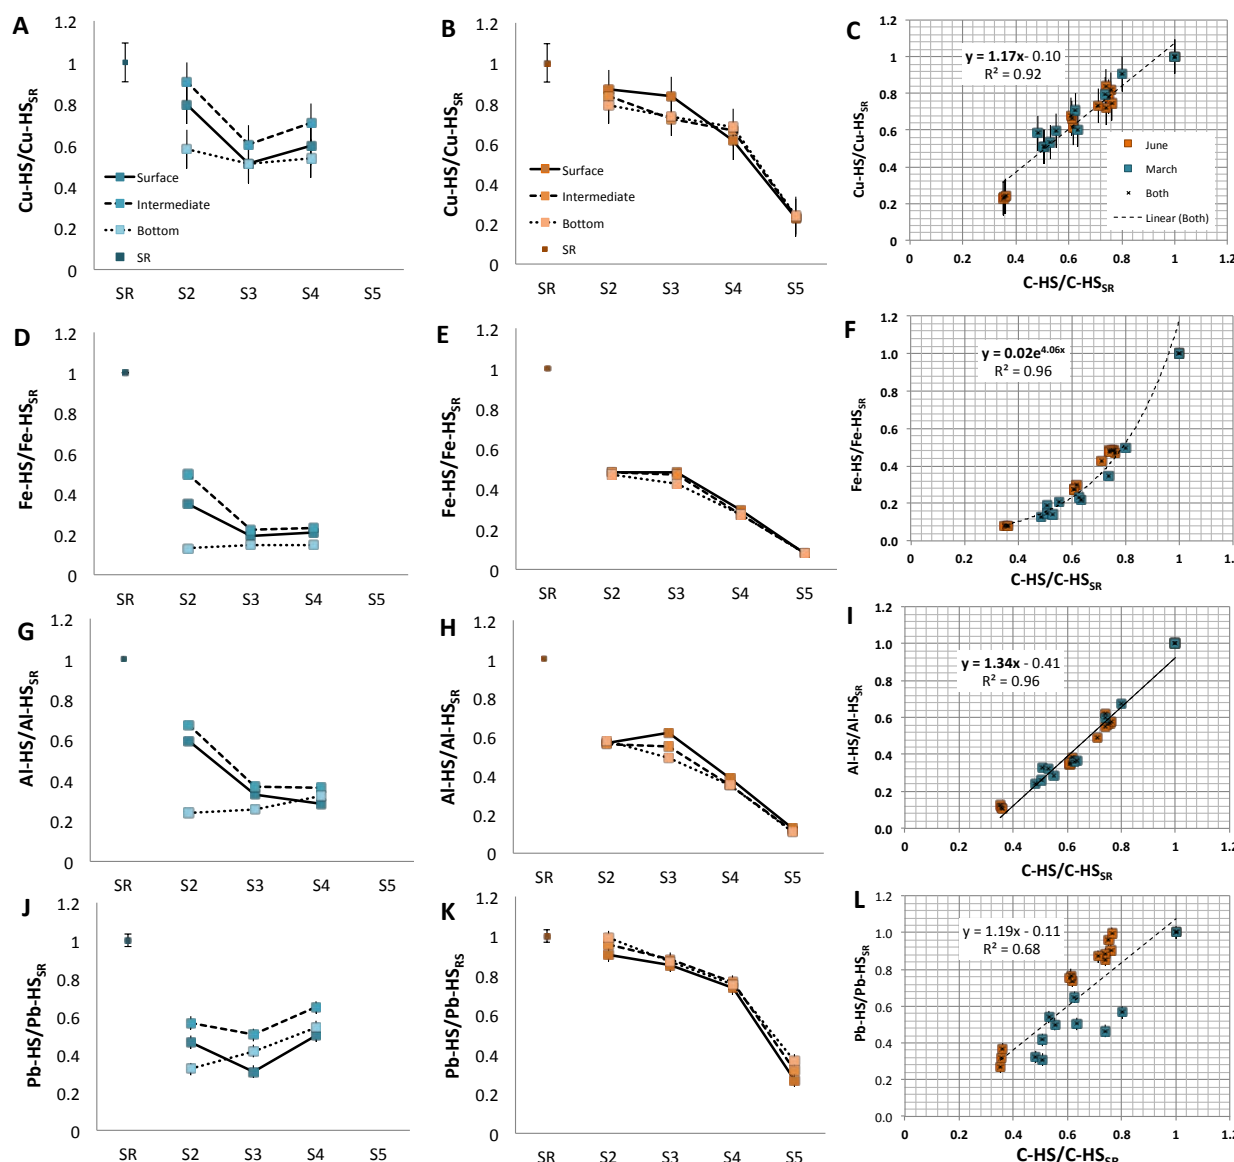 A
Cu-HS/Cu-HSSR
1.2
1
0.8
0.6
0.4
0.2
0
Surface
Intermediate
Bottom
SR
SR S2 S3 S4 S5
B
Cu-HS/Cu-HSSR
1.2
1
0.8
0.6
0.4
0.2
0
Surface
Intermediate
Bottom
SR
SR S2 S3 S4 S5
C
Cu-HS/Cu-HSSR
1.2
1
0.8
0.6
0.4
0.2
0
y = 1.17x - 0.10
R² = 0.92
June
March
Both
Linear (Both)
0 0.2 0.4 0.6 0.8 1 1.2
C-HS/C-HSSR
D
Fe-HS/Fe-HSSR
1.2
1
0.8
0.6
0.4
0.2
0
SR S2 S3 S4 S5
E
Fe-HS/Fe-HSSR
1.2
1
0.8
0.6
0.4
0.2
0
SR S2 S3 S4 S5
F
Fe-HS/Fe-HSSR
1.2
1.0
0.8
0.6
0.4
0.2
0.0
y = 0.02e4.06x
R² = 0.96
0 0.2 0.4 0.6 0.8 1 1.2
C-HS/C-HSSR
G
Al-HS/Al-HSSR
1.2
1
0.8
0.6
0.4
0.2
0
SR S2 S3 S4 S5
H
Al-HS/Al-HSSR
1.2
1
0.8
0.6
0.4
0.2
0
SR S2 S3 S4 S5
I
Al-HS/Al-HSSR
1.2
1.0
0.8
0.6
0.4
0.2
0.0
y = 1.34x - 0.41
R² = 0.96
0 0.2 0.4 0.6 0.8 1 1.2
C-HS/C-HSSR
J
Pb-HS/Pb-HSSR
1.2
1
0.8
0.6
0.4
0.2
0
SR S2 S3 S4 S5
K
Pb-HS/Pb-HSRS
1.2
1
0.8
0.6
0.4
0.2
0
SR S2 S3 S4 S5
L
Pb-HS/Pb-HSSR
1.2
1.0
0.8
0.6
0.4
0.2
0.0
y = 1.19x - 0.11
R² = 0.68
0 0.2 0.4 0.6 0.8 1 1.2
C-HS/C-HSSR